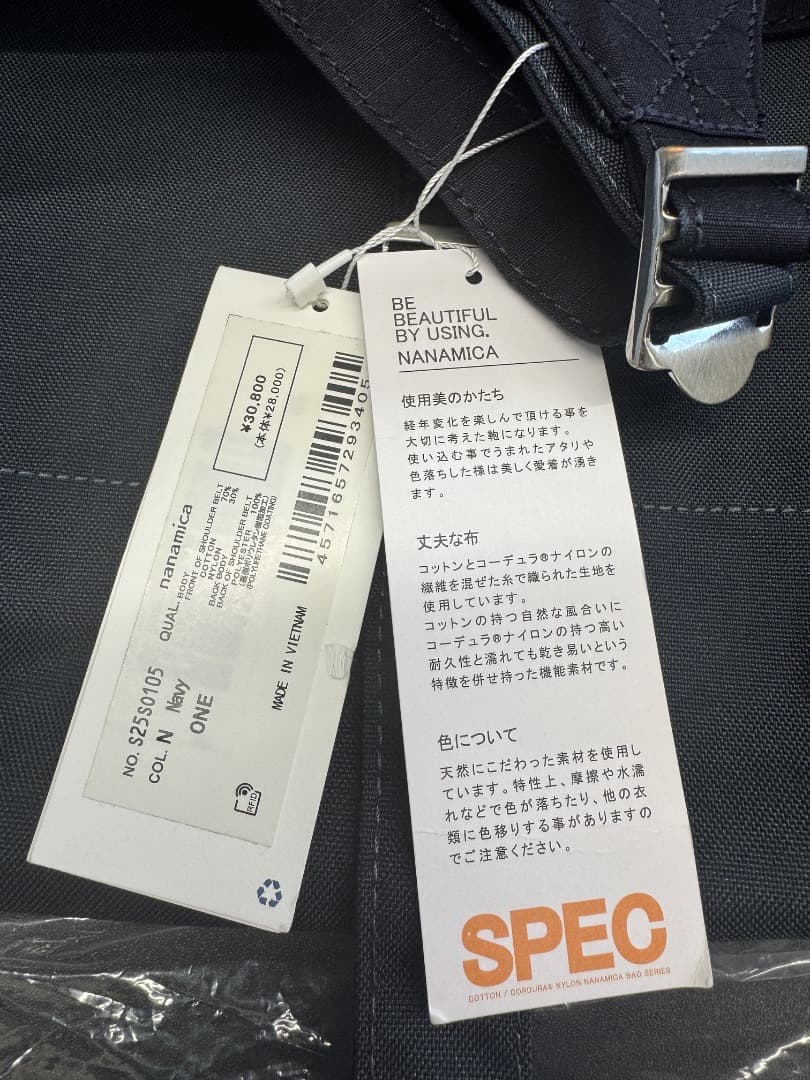 ¥30,800
(本体¥28,000)
nanamica
QUAL. BODY
FRONT OF SHOULDER BELT
COTTON 70%
NYLON 30%
BACK BODY
BACK OF SHOULDER BELT
POLYESTER 100%
(POLYURETHANE COATING)
4571657293405
MADE IN VIETNAM
NO. S25S0105
COL. N Navy
ONE
RFID
BE
BEAUTIFUL
BY USING.
NANAMICA
使用美のかたち
経年変化を楽しんで頂ける事を
大切に考えた鞄になります。
使い込む事でうまれたアタリや
色落ちした様は美しく愛着が湧き
ます。
丈夫な布
コットンとコーデュラ®ナイロンの
繊維を混ぜた糸で織られた生地を
使用しています。
コットンの持つ自然な風合いに
コーデュラ®ナイロンの持つ高い
耐久性と濡れても乾き易いという
特徴を併せ持った機能素材です。
色について
天然にこだわった素材を使用し
ています。特性上、摩擦や水濡
れなどで色が落ちたり、他の衣
類に色移りする事がありますの
でご注意ください。
SPEC
COTTON / CORDURA® NYLON NANAMICA BAG SERIES